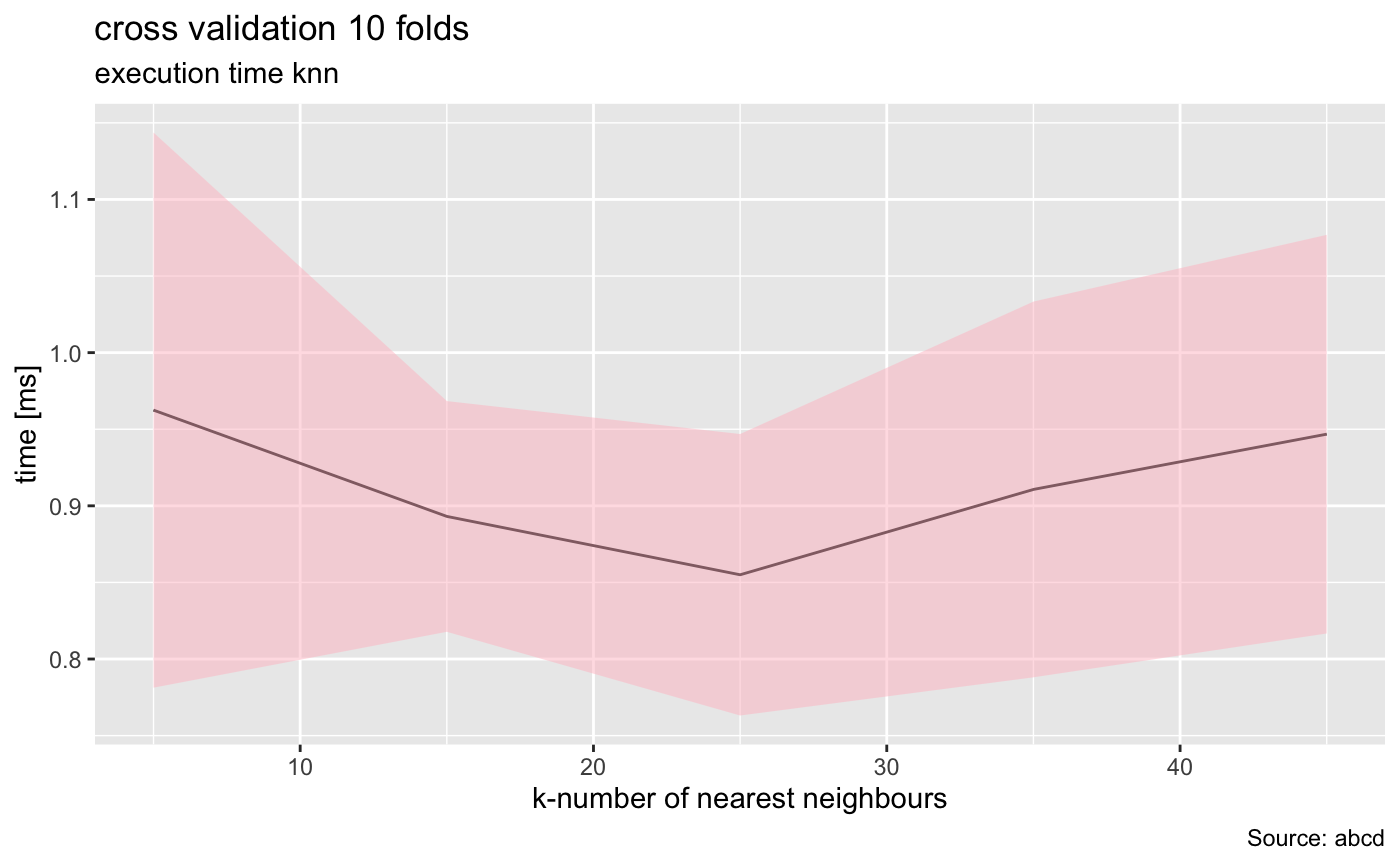 cross validation 10 folds
execution time knn
time [ms]
1.1
1.0
0.9
0.8
10 20 30 40
k-number of nearest neighbours
Source: abcd